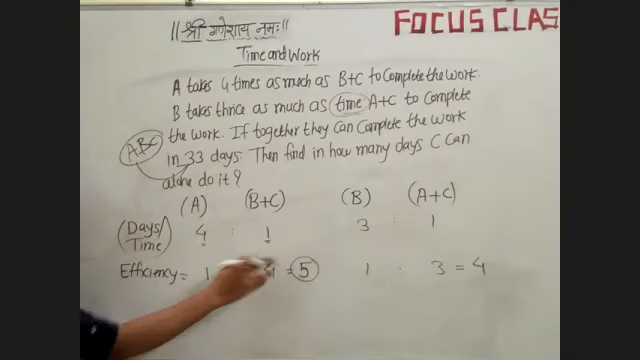 ||श्री गणेशाय नमः||
FOCUS CLAS
Time and Work
A takes 4 times as much as B+C to complete the work.
B takes thrice as much as time A+C to complete
the work. If together they can complete the work
in 33 days. Then find in how many days C can
alone do it?
ABC
(A) (B+C) (B) (A+C)
(Days/Time) 4 : 1 3 : 1
Efficiency = 1 4 = 5 1 : 3 = 4